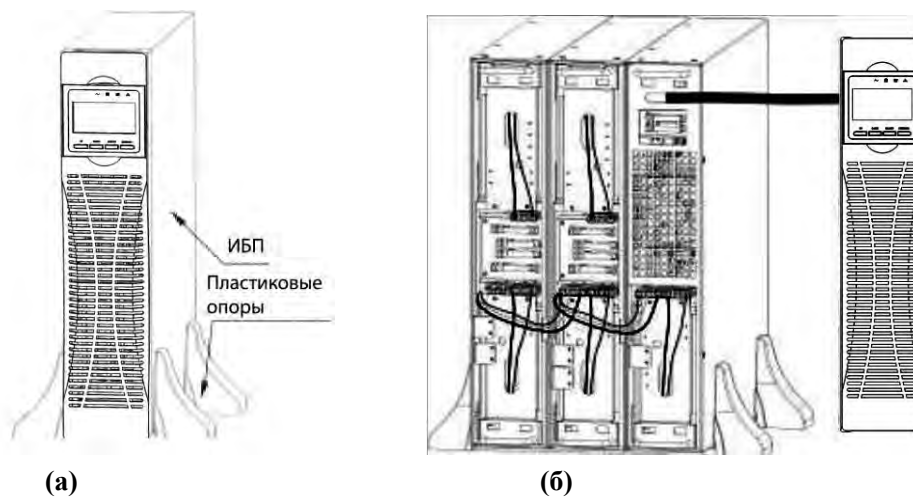 ИБП
Пластиковые
опоры
(а)
(б)